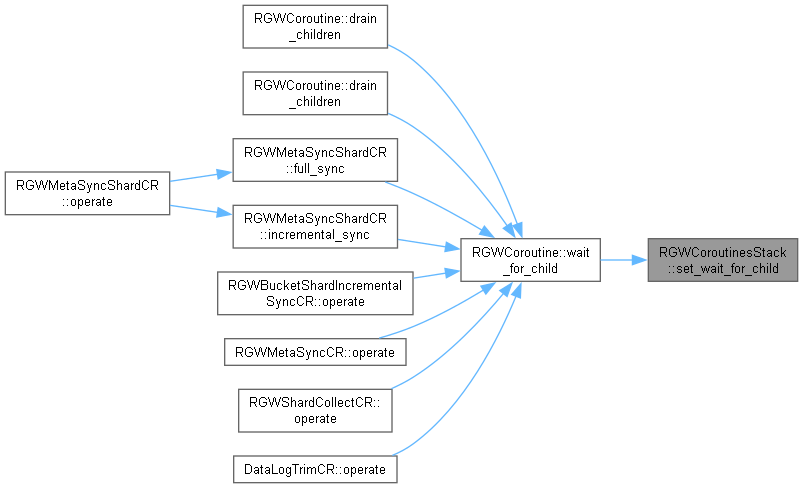 RGWCoroutine::drain
_children
RGWCoroutine::drain
_children
RGWMetaSyncShardCR
::full_sync
RGWMetaSyncShardCR
::operate
RGWMetaSyncShardCR
::incremental_sync
RGWCoroutine::wait
_for_child
RGWCoroutinesStack
::set_wait_for_child
RGWBucketShardIncremental
SyncCR::operate
RGWMetaSyncCR::operate
RGWShardCollectCR::
operate
DataLogTrimCR::operate